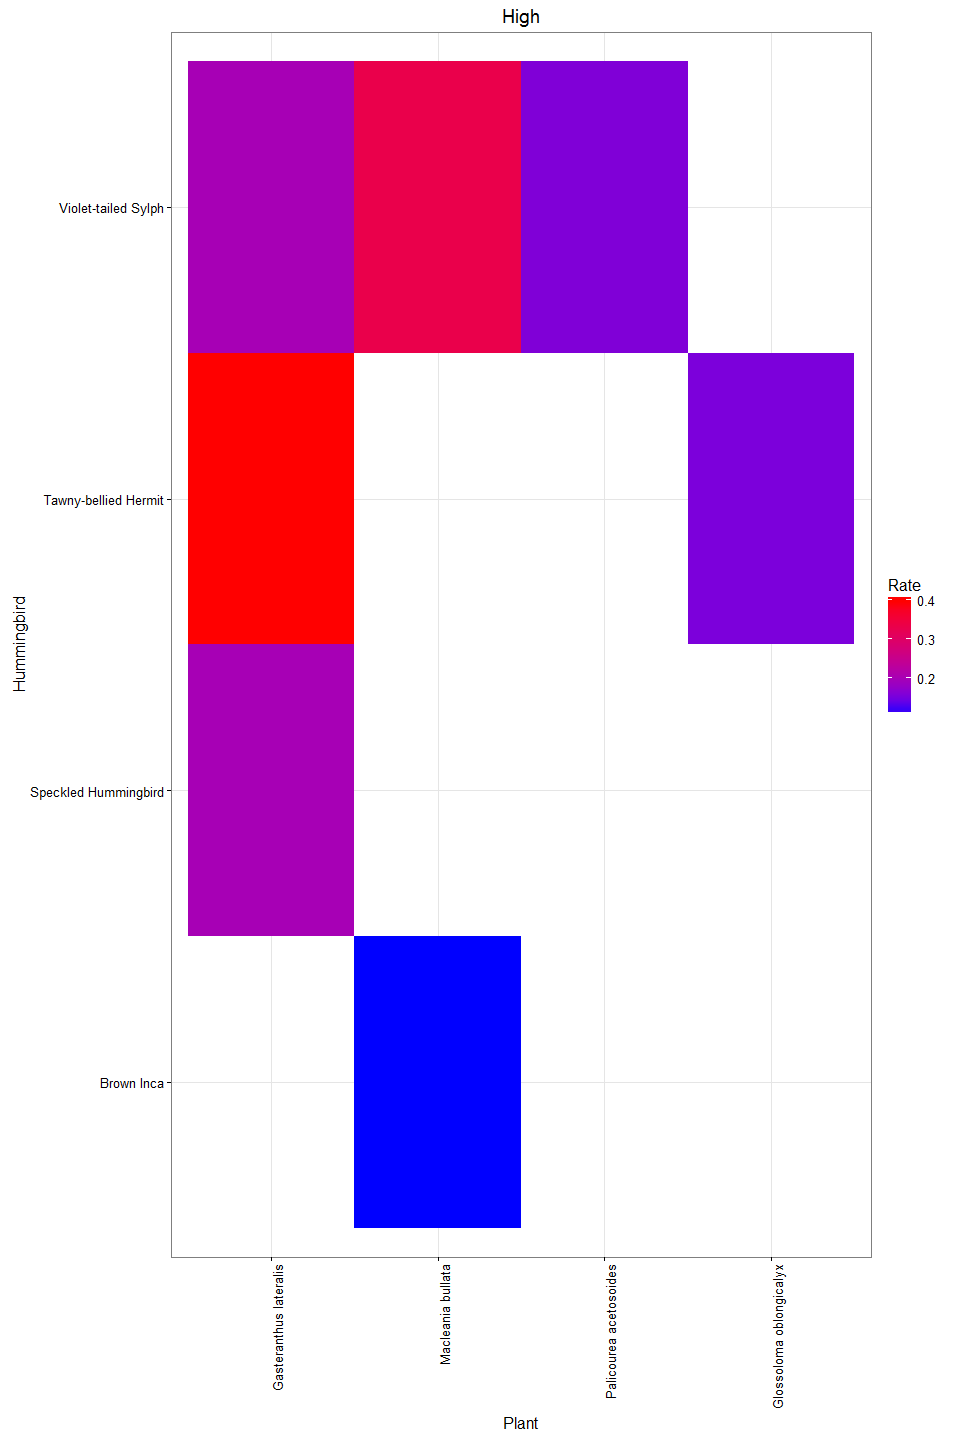 High
Violet-tailed Sylph
Tawny-bellied Hermit
Speckled Hummingbird
Brown Inca
Hummingbird
Gasteranthus lateralis
Macleania bullata
Palicourea acetosoides
Glossoloma oblongicalyx
Plant
Rate
0.4
0.3
0.2